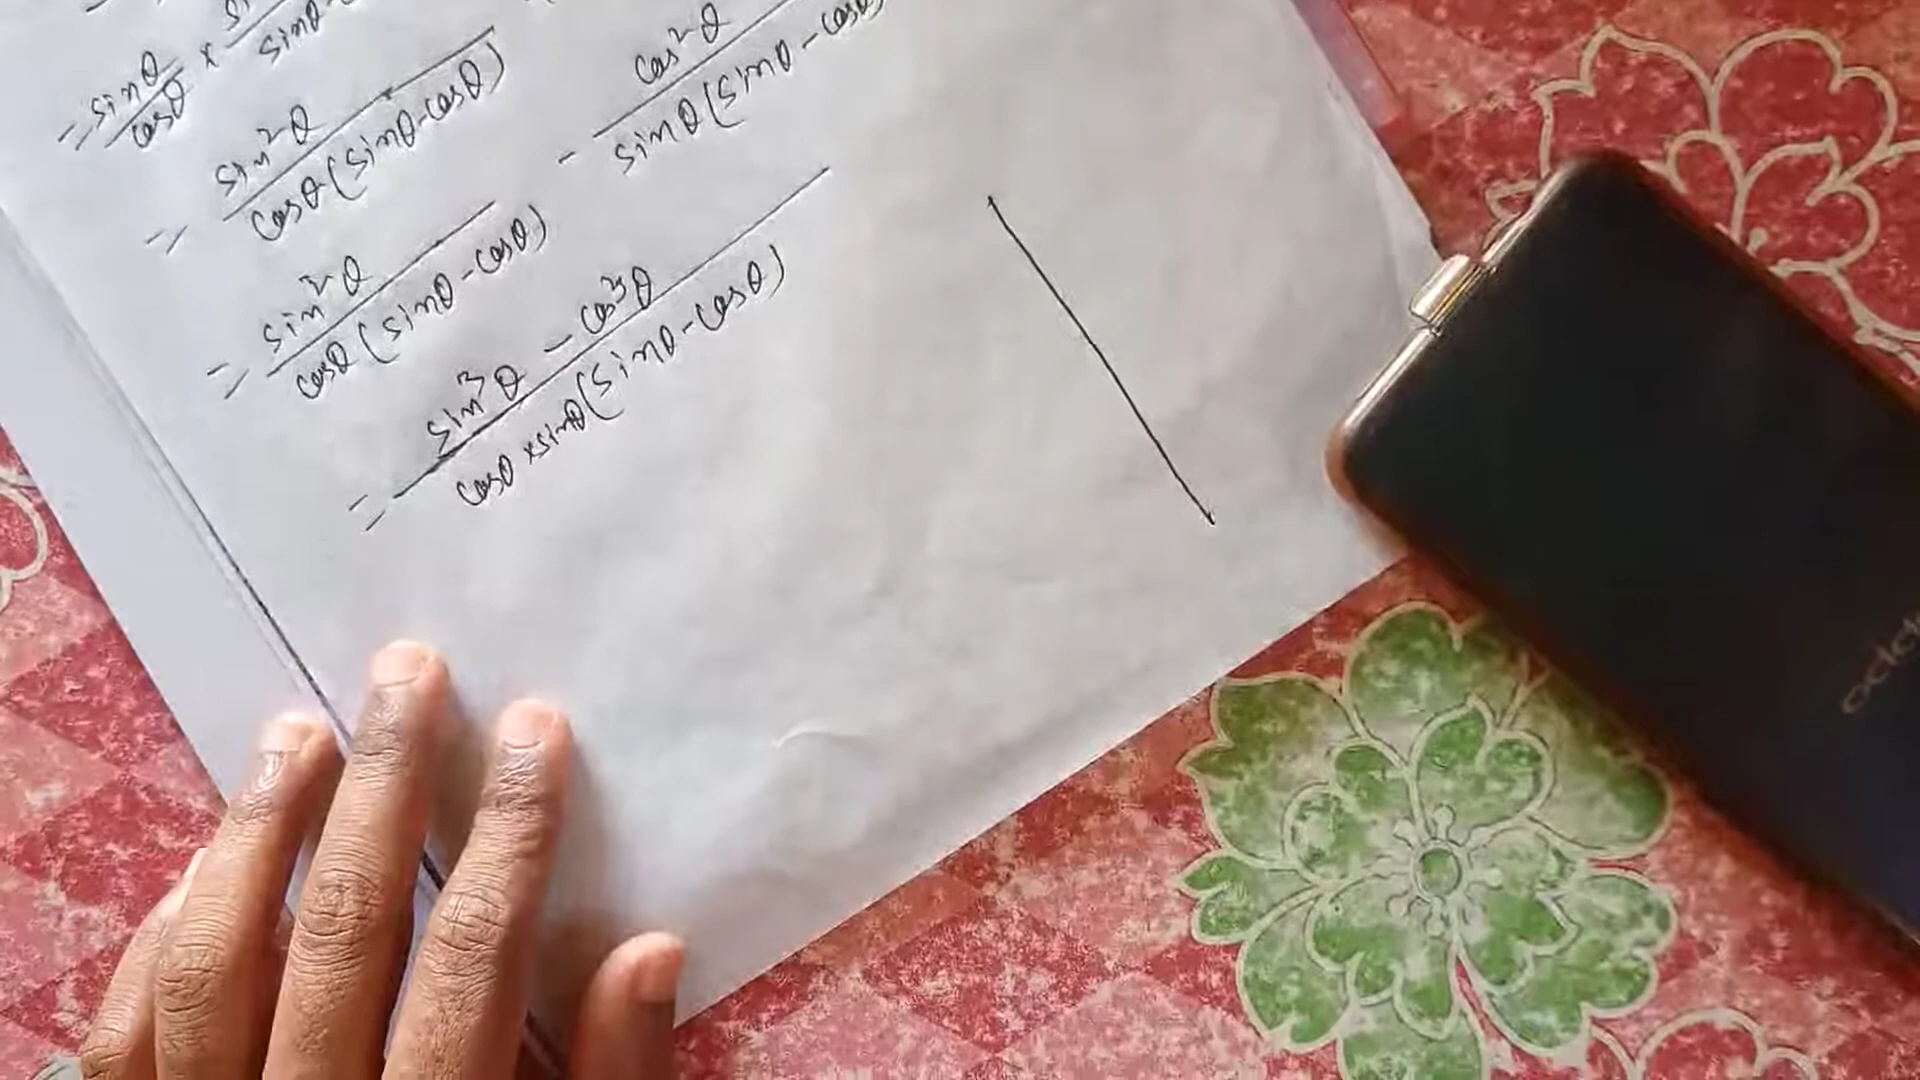 = sinθ/cosθ × sinθ
= sin²θ/cosθ(sinθ-cosθ)
= sin²θ/cosθ(sinθ-cosθ) - cos²θ/sinθ(sinθ-cosθ)
= sin³θ - cos³θ/cosθ×sinθ(sinθ-cosθ)